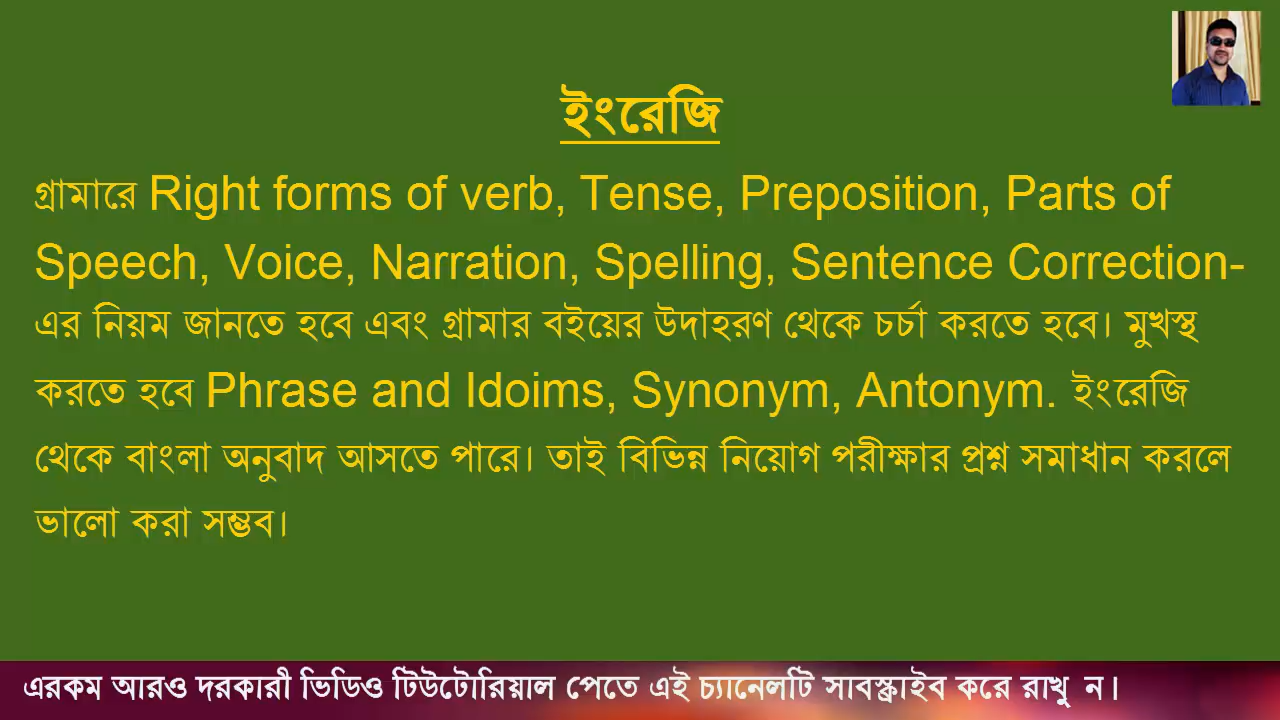 ইংরেজি
গ্রামারে Right forms of verb, Tense, Preposition, Parts of
Speech, Voice, Narration, Spelling, Sentence Correction-
এর নিয়ম জানতে হবে এবং গ্রামার বইয়ের উদাহরণ থেকে চর্চা করতে হবে। মুখস্থ
করতে হবে Phrase and Idoims, Synonym, Antonym. ইংরেজি
থেকে বাংলা অনুবাদ আসতে পারে। তাই বিভিন্ন নিয়োগ পরীক্ষার প্রশ্ন সমাধান করলে
ভালো করা সম্ভব।
এরকম আরও দরকারী ভিডিও টিউটোরিয়াল পেতে এই চ্যানেলটি সাবস্ক্রাইব করে রাখু ন।